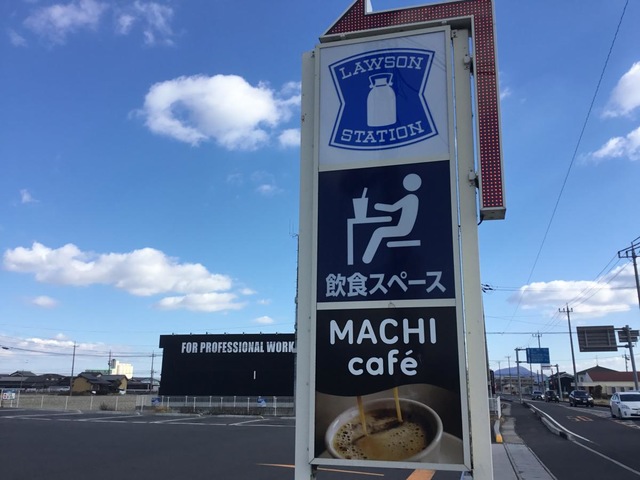 LAWSON
STATION
飲食スペース
MACHI
café
FOR PROFESSIONAL WORK